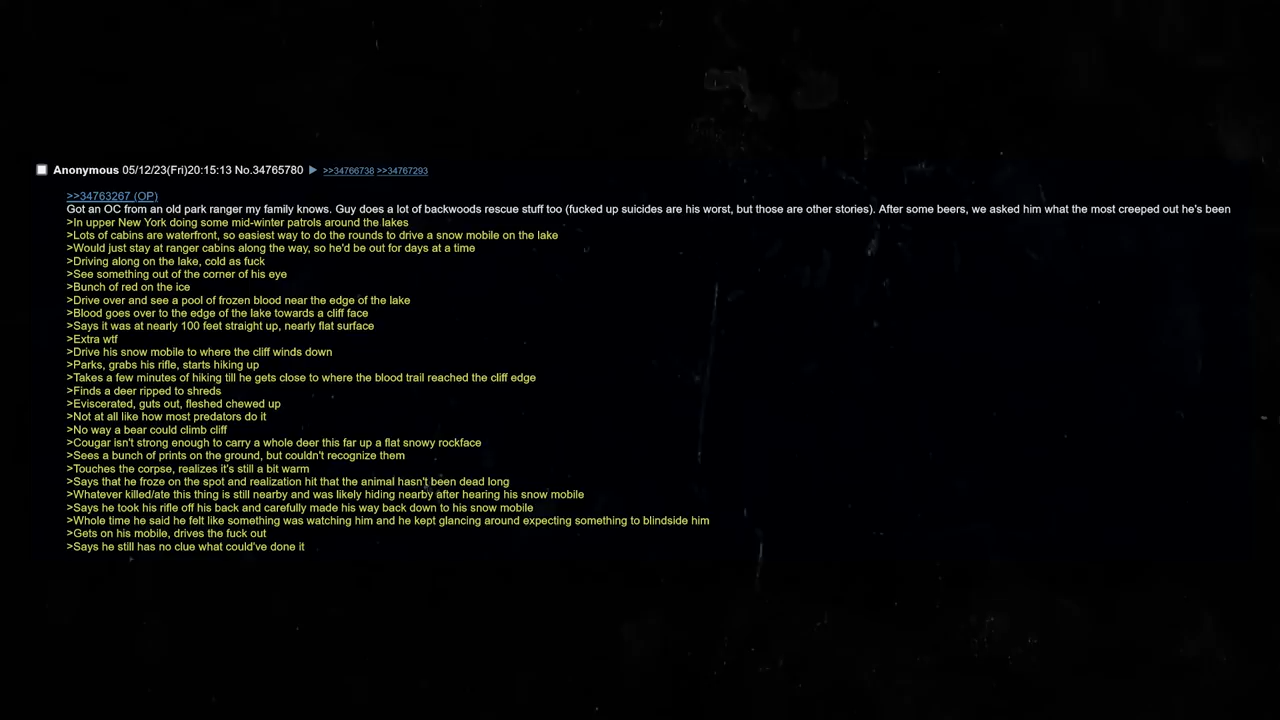 Anonymous 05/12/23(Fri)20:15:13 No.34765780 ▶ >>34766738 >>34767293
>>34763267 (OP)
Got an OC from an old park ranger my family knows. Guy does a lot of backwoods rescue stuff too (fucked up suicides are his worst, but those are other stories). After some beers, we asked him what the most creeped out he's been
>In upper New York doing some mid-winter patrols around the lakes
>Lots of cabins are waterfront, so easiest way to do the rounds to drive a snow mobile on the lake
>Would just stay at ranger cabins along the way, so he'd be out for days at a time
>Driving along on the lake, cold as fuck
>See something out of the corner of his eye
>Bunch of red on the ice
>Drive over and see a pool of frozen blood near the edge of the lake
>Blood goes over to the edge of the lake towards a cliff face
>Says it was at nearly 100 feet straight up, nearly flat surface
>Extra wtf
>Drive his snow mobile to where the cliff winds down
>Parks, grabs his rifle, starts hiking up
>Takes a few minutes of hiking till he gets close to where the blood trail reached the cliff edge
>Finds a deer ripped to shreds
>Eviscerated, guts out, fleshed chewed up
>Not at all like how most predators do it
>No way a bear could climb cliff
>Cougar isn't strong enough to carry a whole deer this far up a flat snowy rockface
>Sees a bunch of prints on the ground, but couldn't recognize them
>Touches the corpse, realizes it's still a bit warm
>Says that he froze on the spot and realization hit that the animal hasn't been dead long
>Whatever killed/ate this thing is still nearby and was likely hiding nearby after hearing his snow mobile
>Says he took his rifle off his back and carefully made his way back down to his snow mobile
>Whole time he said he felt like something was watching him and he kept glancing around expecting something to blindside him
>Gets on his mobile, drives the fuck out
>Says he still has no clue what could've done it